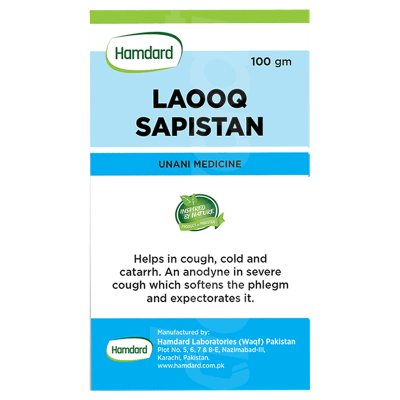 Hamdard
100 gm
LAOOQ
SAPISTAN
UNANI MEDICINE
INSPIRED
BY NATURE
Helps in cough, cold and
catarrh. An anodyne in severe
cough which softens the phlegm
and expectorates it.
Manufactured by:
Hamdard Laboratories (Waqf) Pakistan
Plot No. 5, 6, 7 & 8-E, Nazimabad-III,
Karachi, Pakistan.
www.hamdard.com.pk
Hamdard